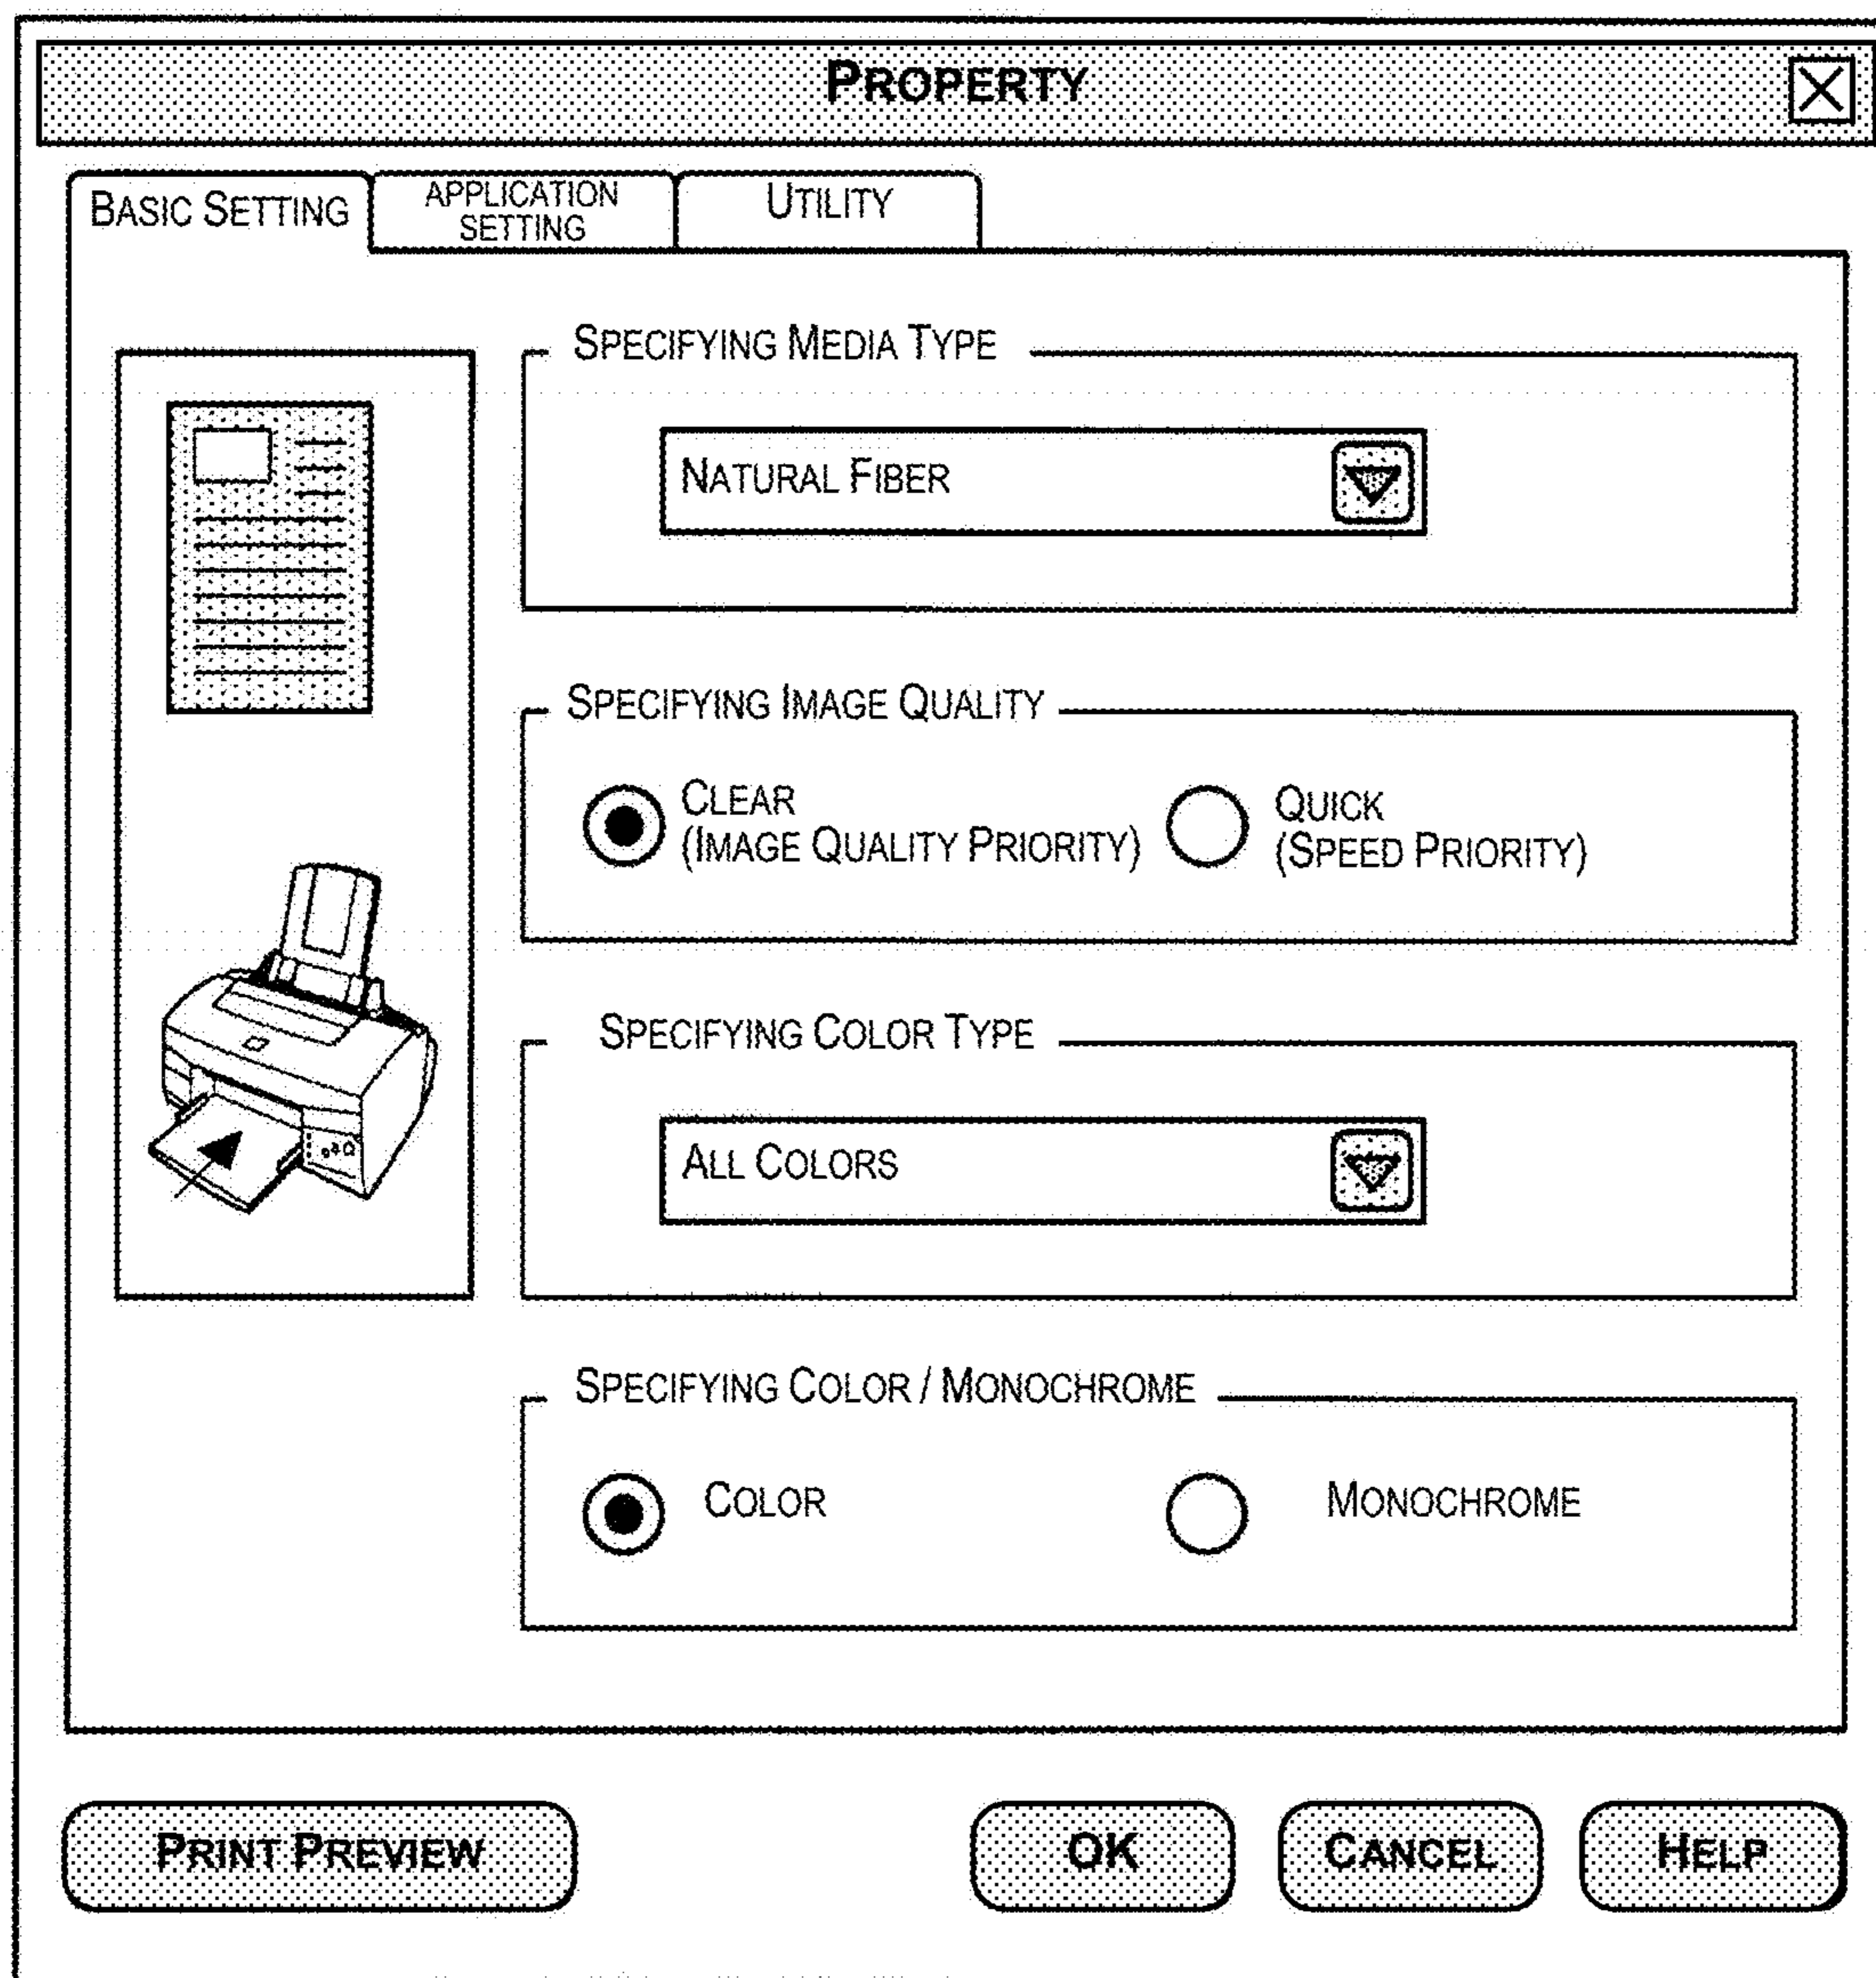 PROPERTY
BASIC SETTING
APPLICATION
SETTING
UTILITY
SPECIFYING MEDIA TYPE
NATURAL FIBER
SPECIFYING IMAGE QUALITY
CLEAR
(IMAGE QUALITY PRIORITY)
QUICK
(SPEED PRIORITY)
SPECIFYING COLOR TYPE
ALL COLORS
SPECIFYING COLOR / MONOCHROME
COLOR
MONOCHROME
PRINT PREVIEW
OK
CANCEL
HELP